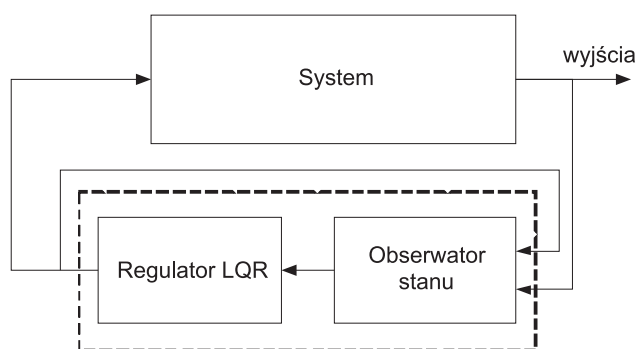 wyjścia
System
Regulator LQR
Obserwator
stanu